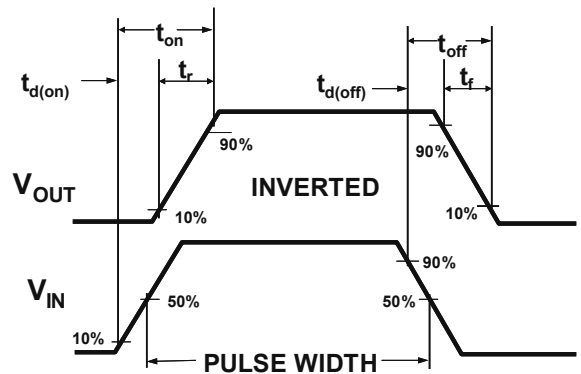 t_on
t_off
t_d(on)
t_r
t_d(off)
t_f
90%
90%
V_OUT
INVERTED
10%
10%
90%
V_IN
50%
50%
10%
PULSE WIDTH